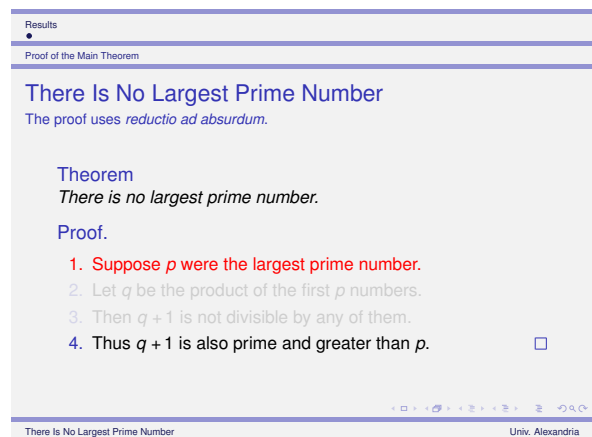 Results
Proof of the Main Theorem
There Is No Largest Prime Number
The proof uses reductio ad absurdum.
Theorem
There is no largest prime number.
Proof.
1. Suppose p were the largest prime number.
2. Let q be the product of the first p numbers.
3. Then q + 1 is not divisible by any of them.
4. Thus q + 1 is also prime and greater than p. □
There Is No Largest Prime Number Univ. Alexandria